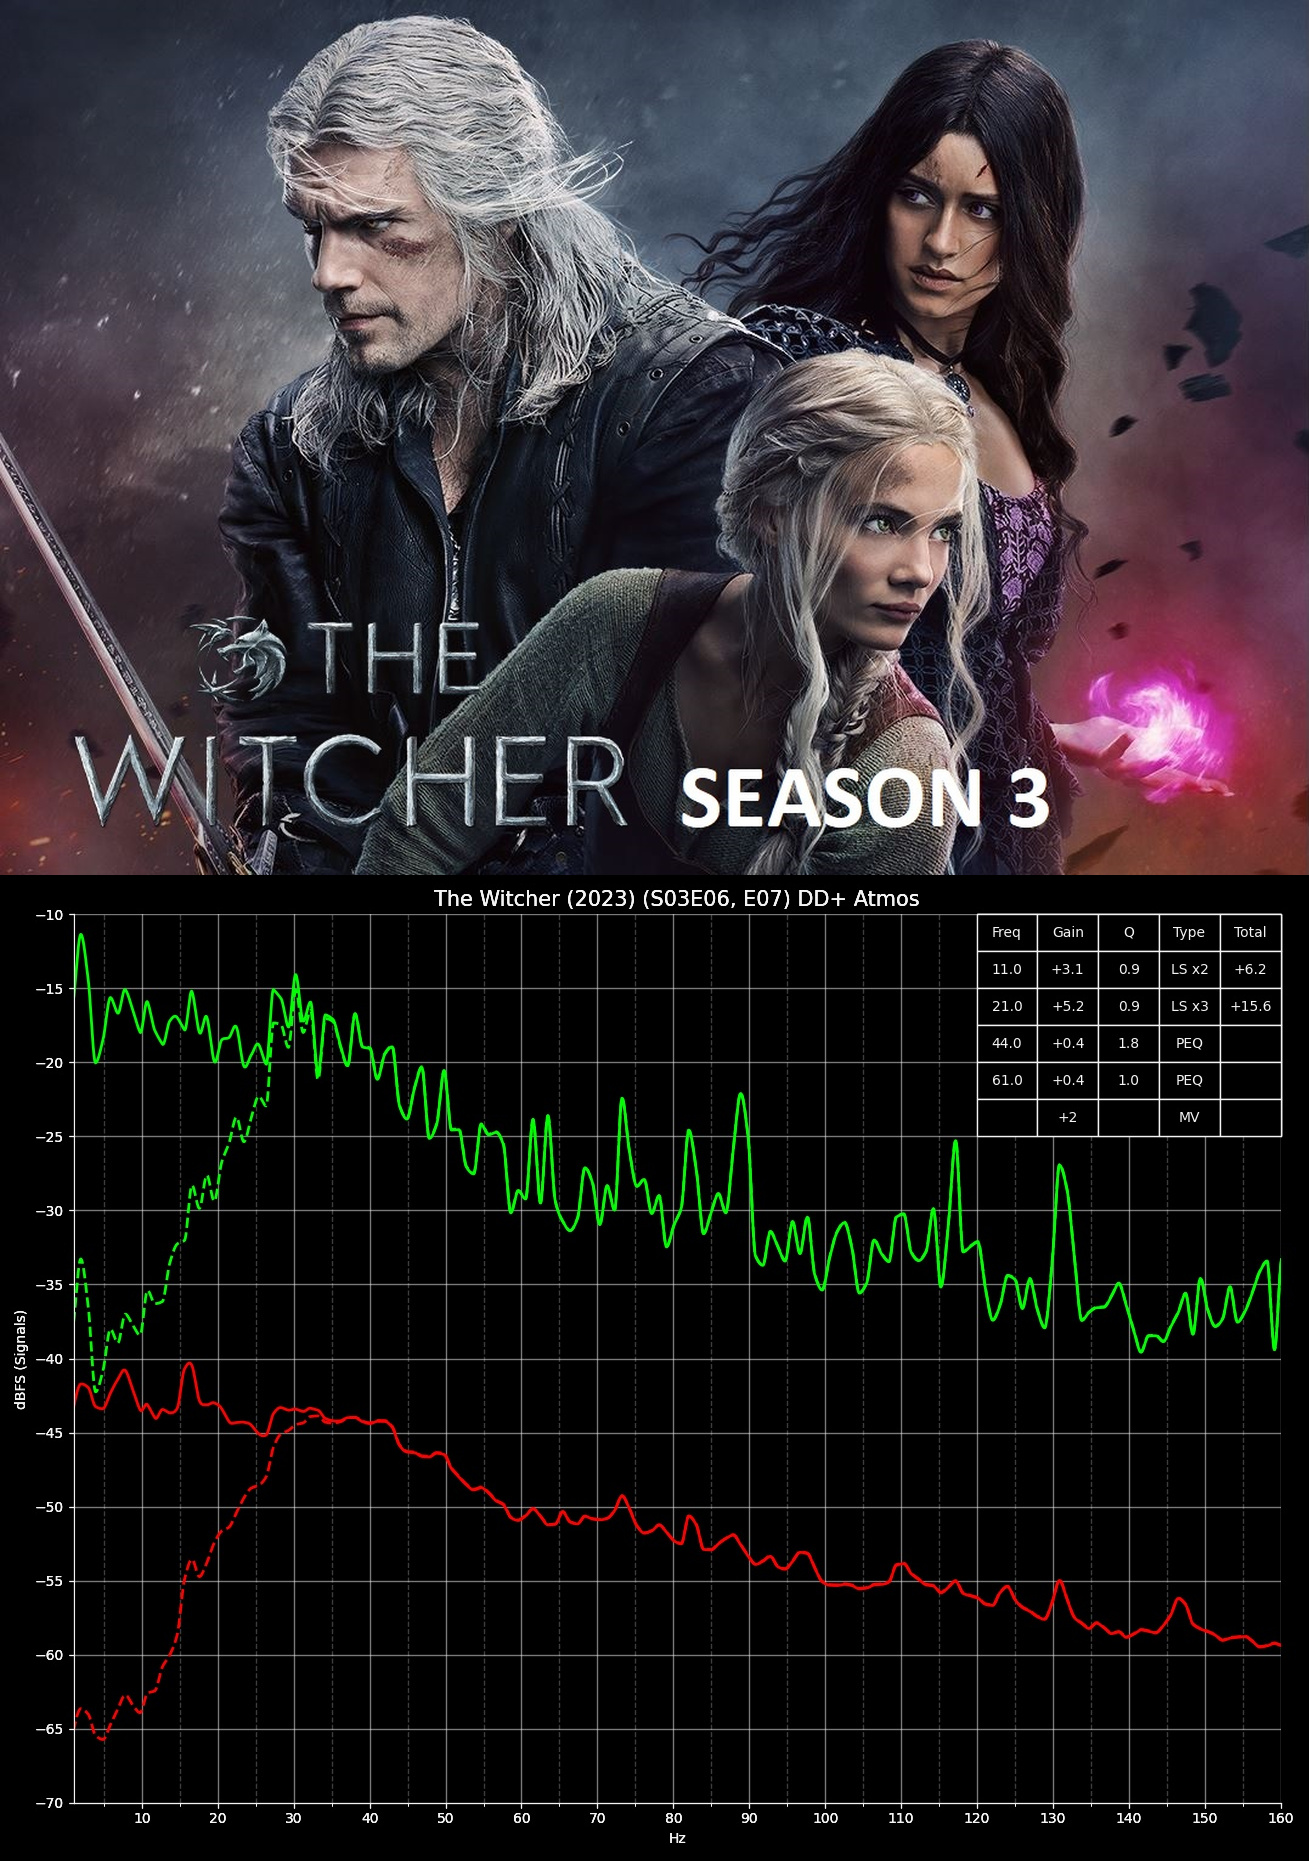 THE
WITCHER SEASON 3
The Witcher (2023) (S03E06, E07) DD+ Atmos
Freq Gain Q Type Total
11.0 +3.1 0.9 LS x2 +6.2
21.0 +5.2 0.9 LS x3 +15.6
44.0 +0.4 1.8 PEQ
61.0 +0.4 1.0 PEQ
+2 MV
−10
−15
−20
−25
−30
−35
−40
−45
−50
−55
−60
−65
−70
dBFS (Signals)
10 20 30 40 50 60 70 80 90 100 110 120 130 140 150 160
Hz